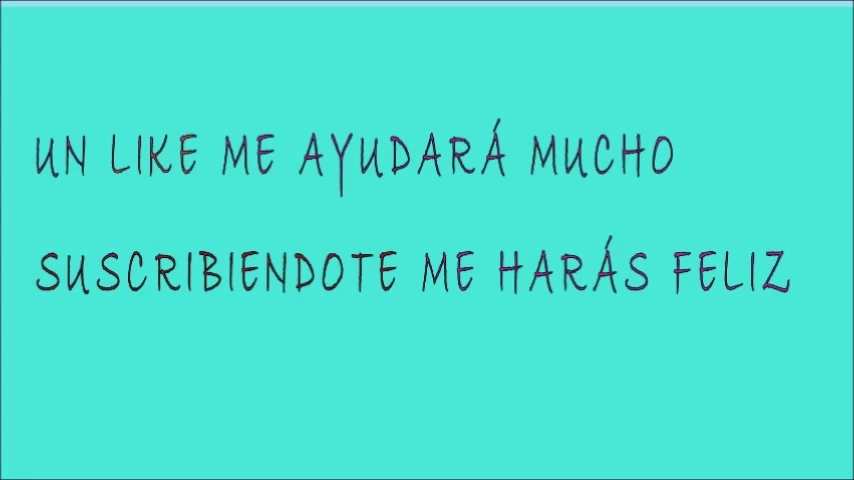 UN LIKE ME AYUDARÁ MUCHO
SUSCRIBIENDOTE ME HARÁS FELIZ